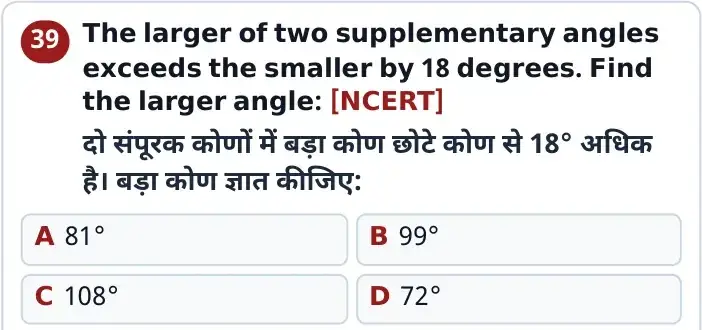 39 The larger of two supplementary angles
exceeds the smaller by 18 degrees. Find
the larger angle: [NCERT]
दो संपूरक कोणों में बड़ा कोण छोटे कोण से 18° अधिक
है। बड़ा कोण ज्ञात कीजिए:
A 81°
B 99°
C 108°
D 72°